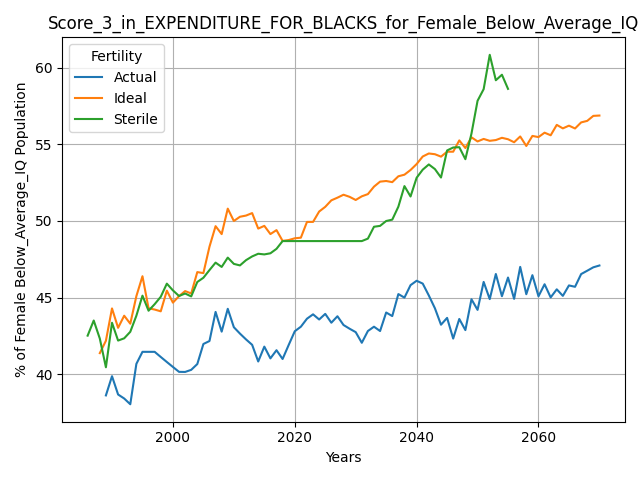 Score_3_in_EXPENDITURE_FOR_BLACKS_for_Female_Below_Average_IQ
% of Female Below_Average_IQ Population
Fertility
Actual
Ideal
Sterile
60
55
50
45
40
2000
2020
2040
2060
Years